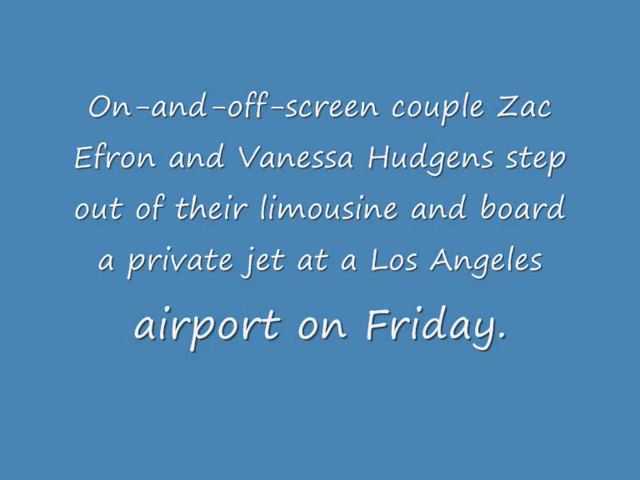 On-and-off-screen couple Zac
Efron and Vanessa Hudgens step
out of their limousine and board
a private jet at a Los Angeles
airport on Friday.